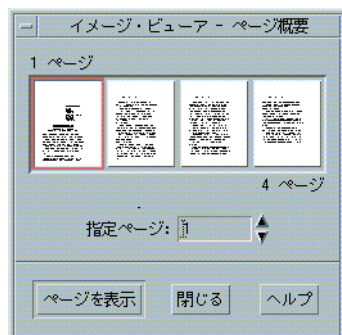 イメージ・ビューア - ページ概要
1 ページ
4 ページ
指定ページ: 1
ページを表示 閉じる ヘルプ